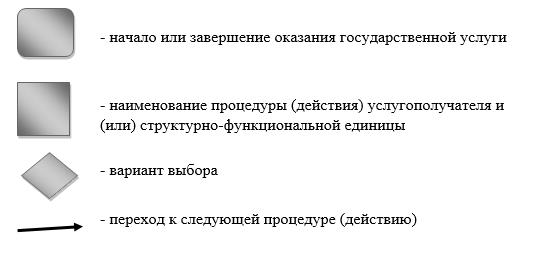 - начало или завершение оказания государственной услуги
- наименование процедуры (действия) услугополучателя и
(или) структурно-функциональной единицы
- вариант выбора
- переход к следующей процедуре (действию)